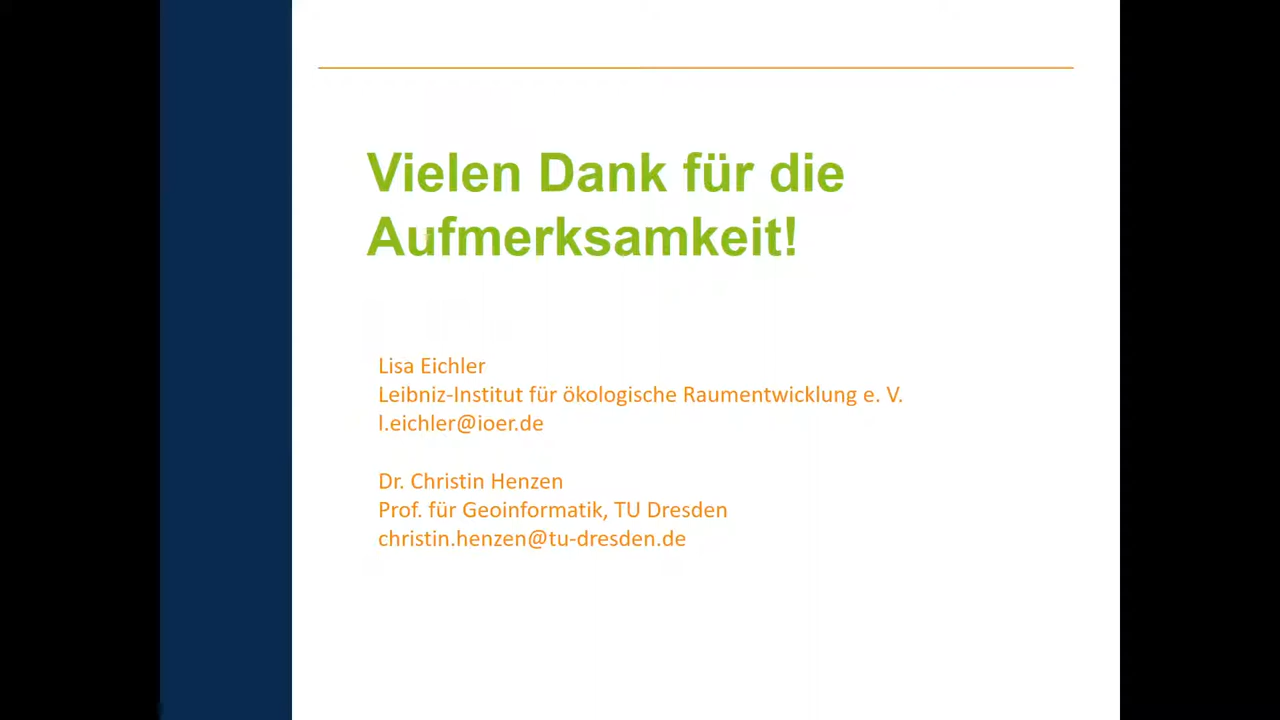 Vielen Dank für die
Aufmerksamkeit!
Lisa Eichler
Leibniz-Institut für ökologische Raumentwicklung e. V.
l.eichler@ioer.de
Dr. Christin Henzen
Prof. für Geoinformatik, TU Dresden
christin.henzen@tu-dresden.de